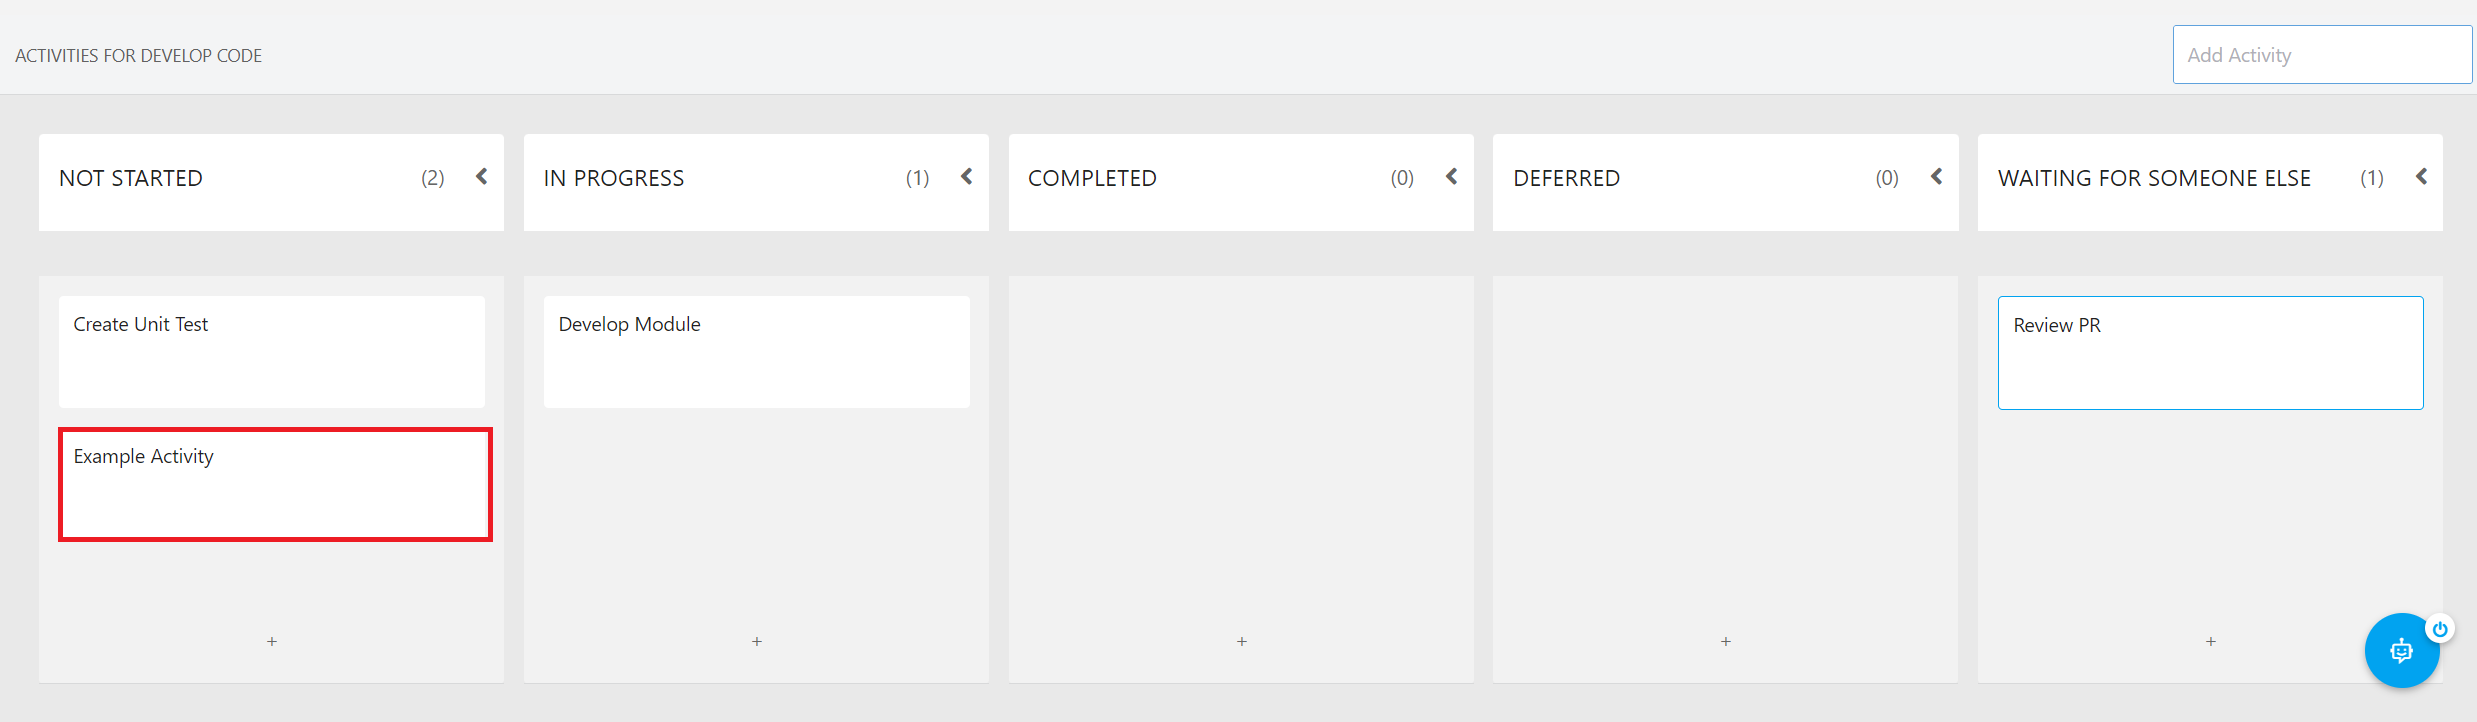 ACTIVITIES FOR DEVELOP CODE
Add Activity
NOT STARTED (2)
IN PROGRESS (1)
COMPLETED (0)
DEFERRED (0)
WAITING FOR SOMEONE ELSE (1)
Create Unit Test
Develop Module
Review PR
Example Activity
+
+
+
+
+